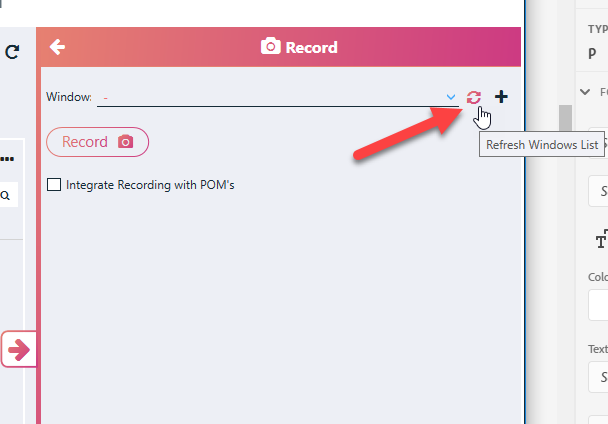 TYP
Record
P
Window: -
FO
Refresh Windows List
Record
Integrate Recording with POM's
S
Colo
Text
S